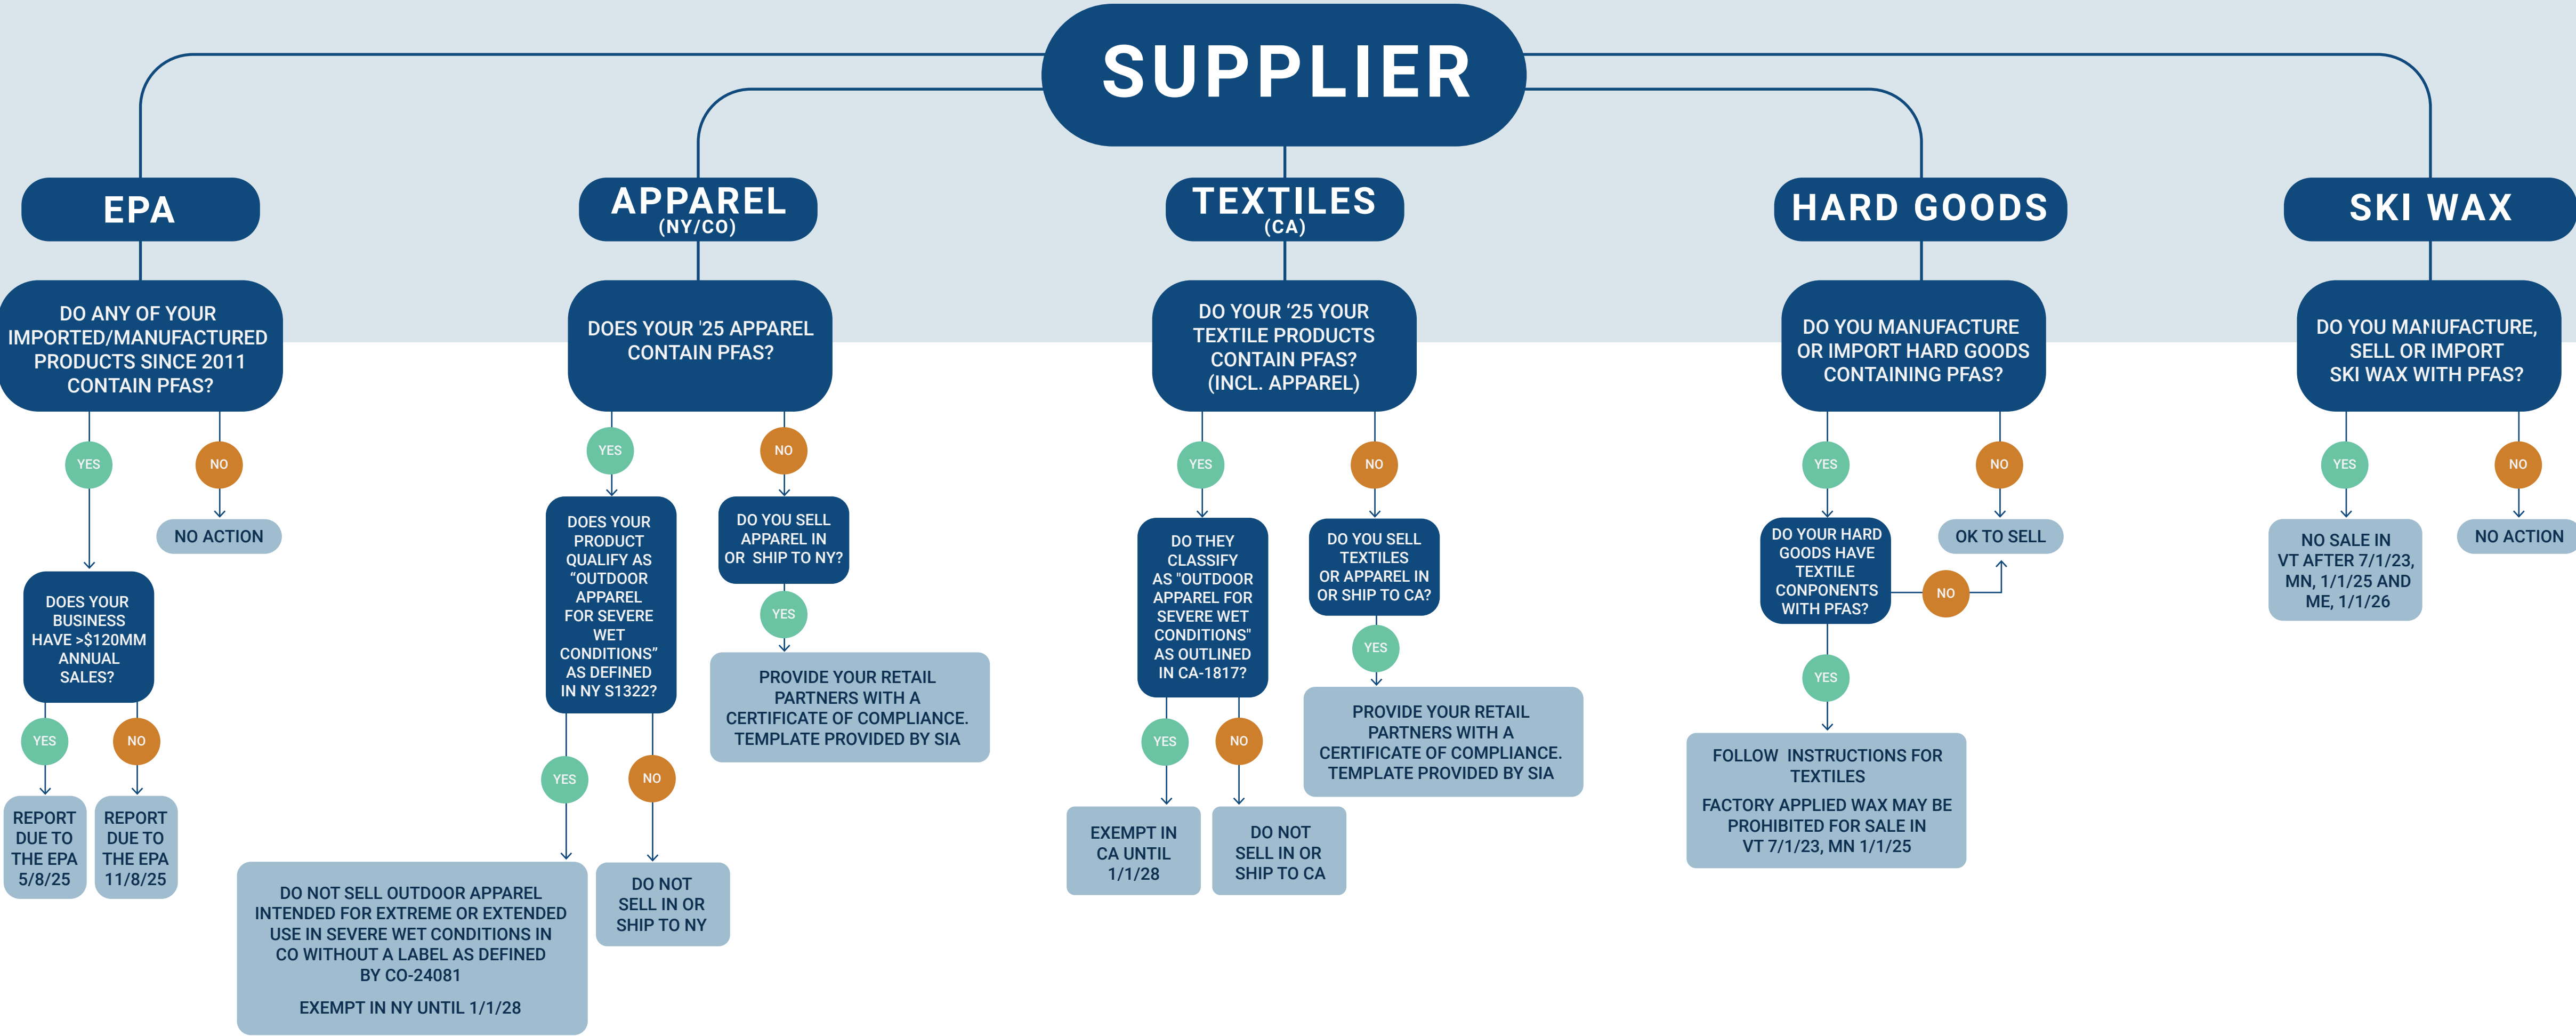 SUPPLIER
EPA
DO ANY OF YOUR
IMPORTED/MANUFACTURED
PRODUCTS SINCE 2011
CONTAIN PFAS?
YES
NO
NO ACTION
DOES YOUR
BUSINESS
HAVE >$120MM
ANNUAL
SALES?
YES
NO
REPORT
DUE TO
THE EPA
5/8/25
REPORT
DUE TO
THE EPA
11/8/25
APPAREL
(NY/CO)
DOES YOUR '25 APPAREL
CONTAIN PFAS?
YES
NO
DOES YOUR
PRODUCT
QUALIFY AS
“OUTDOOR
APPAREL
FOR SEVERE
WET
CONDITIONS”
AS DEFINED
IN NY S1322?
DO YOU SELL
APPAREL IN
OR SHIP TO NY?
YES
PROVIDE YOUR RETAIL
PARTNERS WITH A
CERTIFICATE OF COMPLIANCE.
TEMPLATE PROVIDED BY SIA
YES
NO
DO NOT SELL OUTDOOR APPAREL
INTENDED FOR EXTREME OR EXTENDED
USE IN SEVERE WET CONDITIONS IN
CO WITHOUT A LABEL AS DEFINED
BY CO-24081
EXEMPT IN NY UNTIL 1/1/28
DO NOT
SELL IN OR
SHIP TO NY
TEXTILES
(CA)
DO YOUR ‘25 YOUR
TEXTILE PRODUCTS
CONTAIN PFAS?
(INCL. APPAREL)
YES
NO
DO THEY
CLASSIFY
AS "OUTDOOR
APPAREL FOR
SEVERE WET
CONDITIONS"
AS OUTLINED
IN CA-1817?
DO YOU SELL
TEXTILES
OR APPAREL IN
OR SHIP TO CA?
YES
PROVIDE YOUR RETAIL
PARTNERS WITH A
CERTIFICATE OF COMPLIANCE.
TEMPLATE PROVIDED BY SIA
YES
NO
EXEMPT IN
CA UNTIL
1/1/28
DO NOT
SELL IN OR
SHIP TO CA
HARD GOODS
DO YOU MANUFACTURE
OR IMPORT HARD GOODS
CONTAINING PFAS?
YES
NO
DO YOUR HARD
GOODS HAVE
TEXTILE
CONPONENTS
WITH PFAS?
OK TO SELL
NO
YES
FOLLOW INSTRUCTIONS FOR
TEXTILES
FACTORY APPLIED WAX MAY BE
PROHIBITED FOR SALE IN
VT 7/1/23, MN 1/1/25
SKI WAX
DO YOU MANUFACTURE,
SELL OR IMPORT
SKI WAX WITH PFAS?
YES
NO
NO SALE IN
VT AFTER 7/1/23,
MN, 1/1/25 AND
ME, 1/1/26
NO ACTION